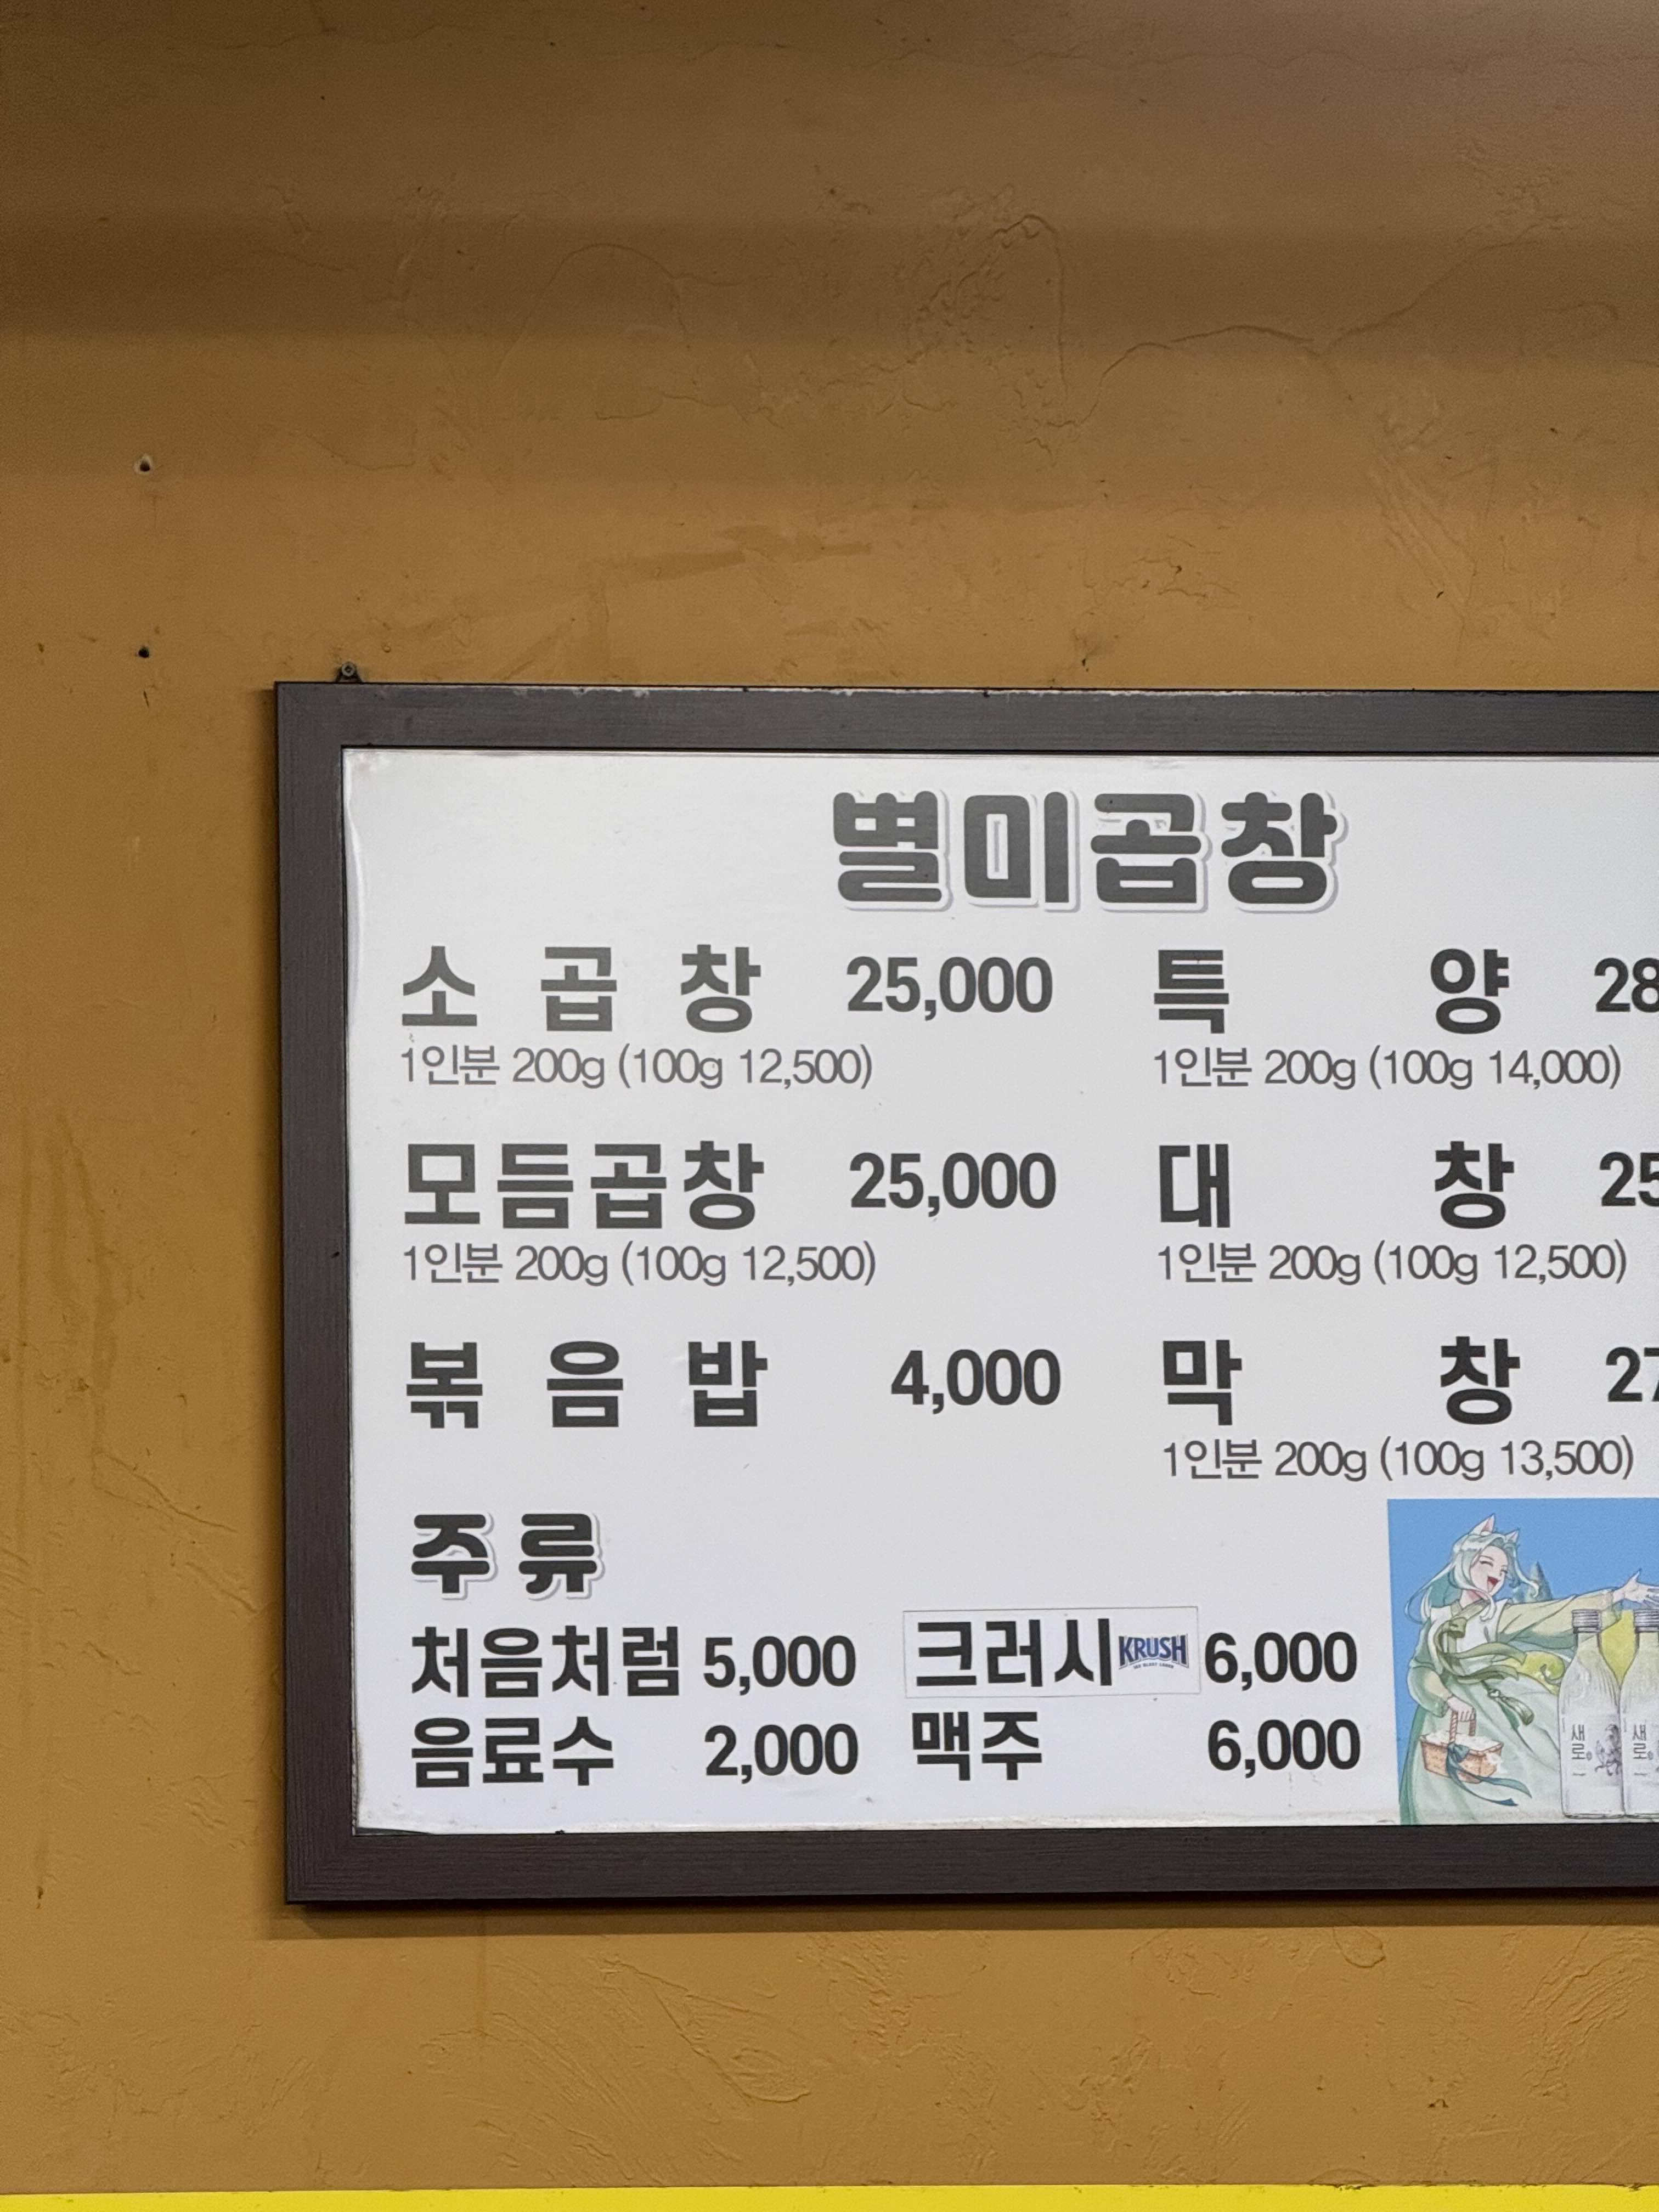 별미곱창
소 곱 창 25,000 특 양 28
1인분 200g (100g 12,500) 1인분 200g (100g 14,000)
모듬곱창 25,000 대 창 25
1인분 200g (100g 12,500) 1인분 200g (100g 12,500)
볶 음 밥 4,000 막 창 27
1인분 200g (100g 13,500)
주류
처음처럼 5,000 크러시 KRUSH 6,000
음료수 2,000 맥주 6,000
새로 새로